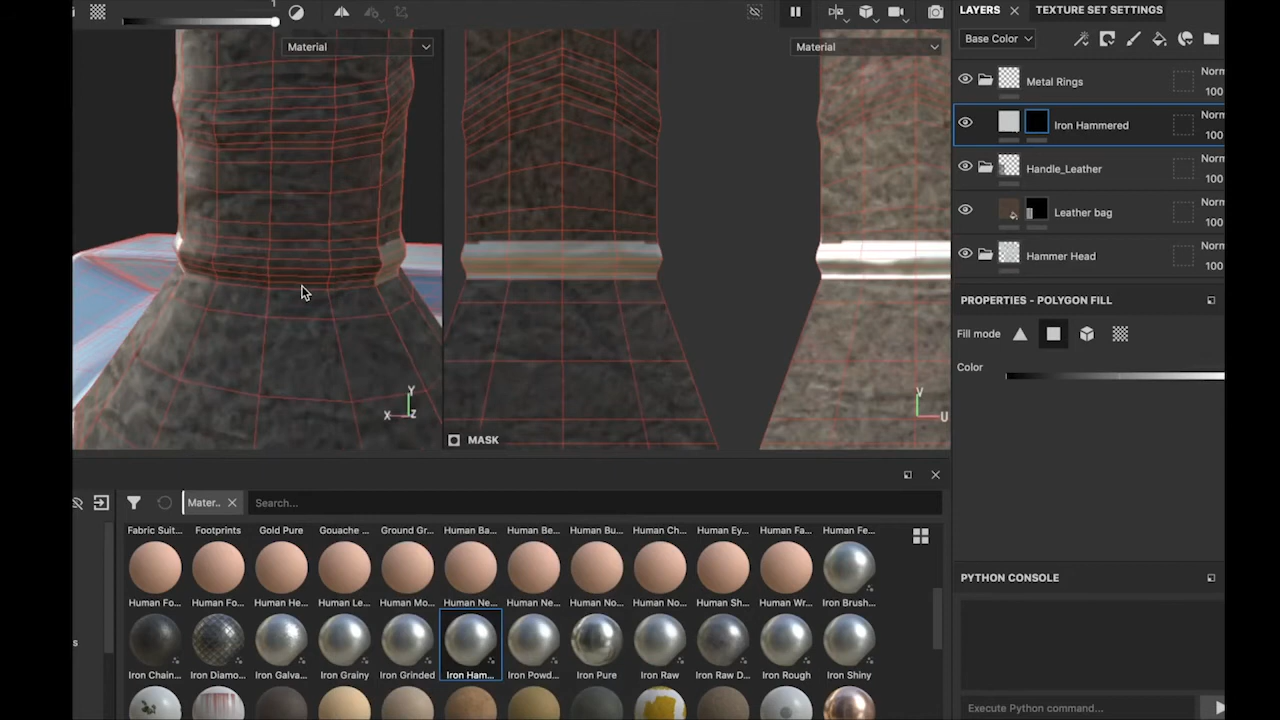 LAYERS
TEXTURE SET SETTINGS
Base Color
Material
Material
Norm
Metal Rings
100
Norm
Iron Hammered
100
Norm
Handle_Leather
100
Norm
Leather bag
100
Norm
Hammer Head
100
PROPERTIES - POLYGON FILL
Fill mode
Color
Y
X
Z
V
U
MASK
Mater..
Search...
Fabric Suit... Footprints Gold Pure Gouache ... Ground Gr... Human Ba... Human Be... Human Bu... Human Ch... Human Ey... Human Fa... Human Fe...
Human Fo... Human Fo... Human He... Human Le... Human Mo... Human Ne... Human Ne... Human No... Human No... Human Sh... Human Wr... Iron Brush...
Iron Chain... Iron Diamo... Iron Galva... Iron Grainy Iron Grinded Iron Ham... Iron Powd... Iron Pure Iron Raw Iron Raw D... Iron Rough Iron Shiny
PYTHON CONSOLE
Execute Python command...